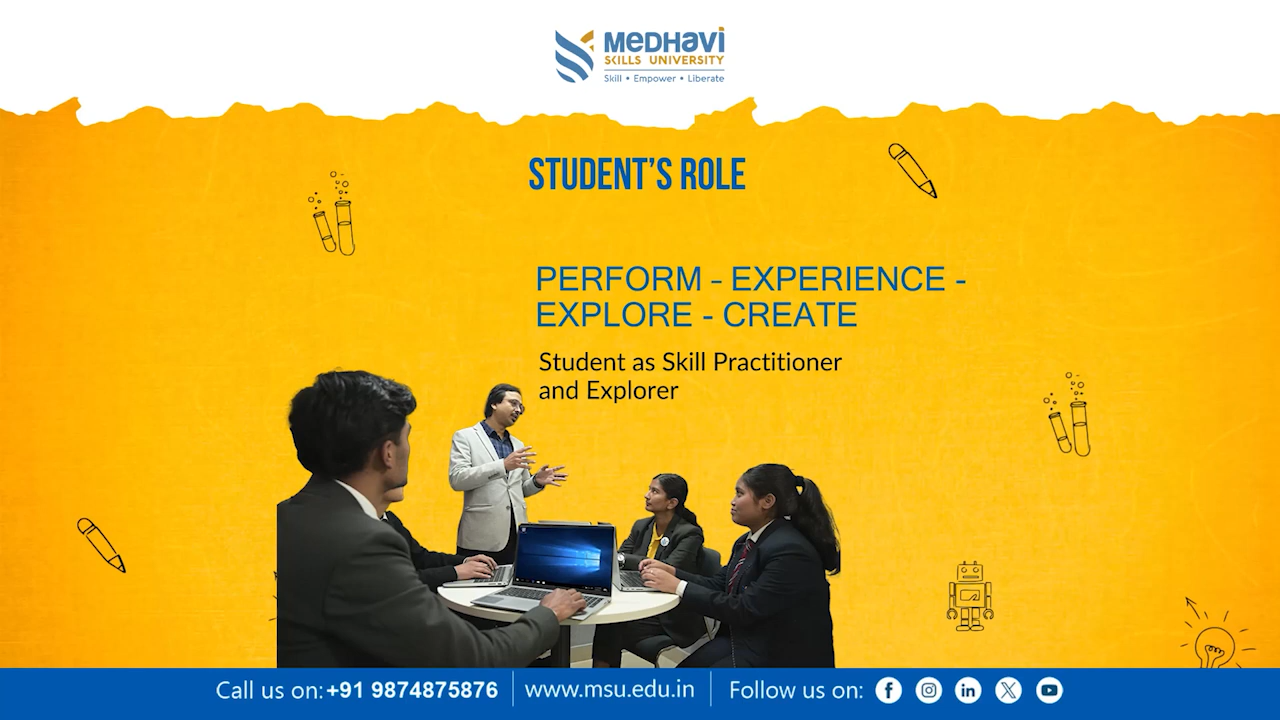 MEDHAVI
SKILLS UNIVERSITY
Skill • Empower • Liberate
STUDENT'S ROLE
PERFORM - EXPERIENCE -
EXPLORE - CREATE
Student as Skill Practitioner
and Explorer
Call us on: +91 9874875876 | www.msu.edu.in | Follow us on: